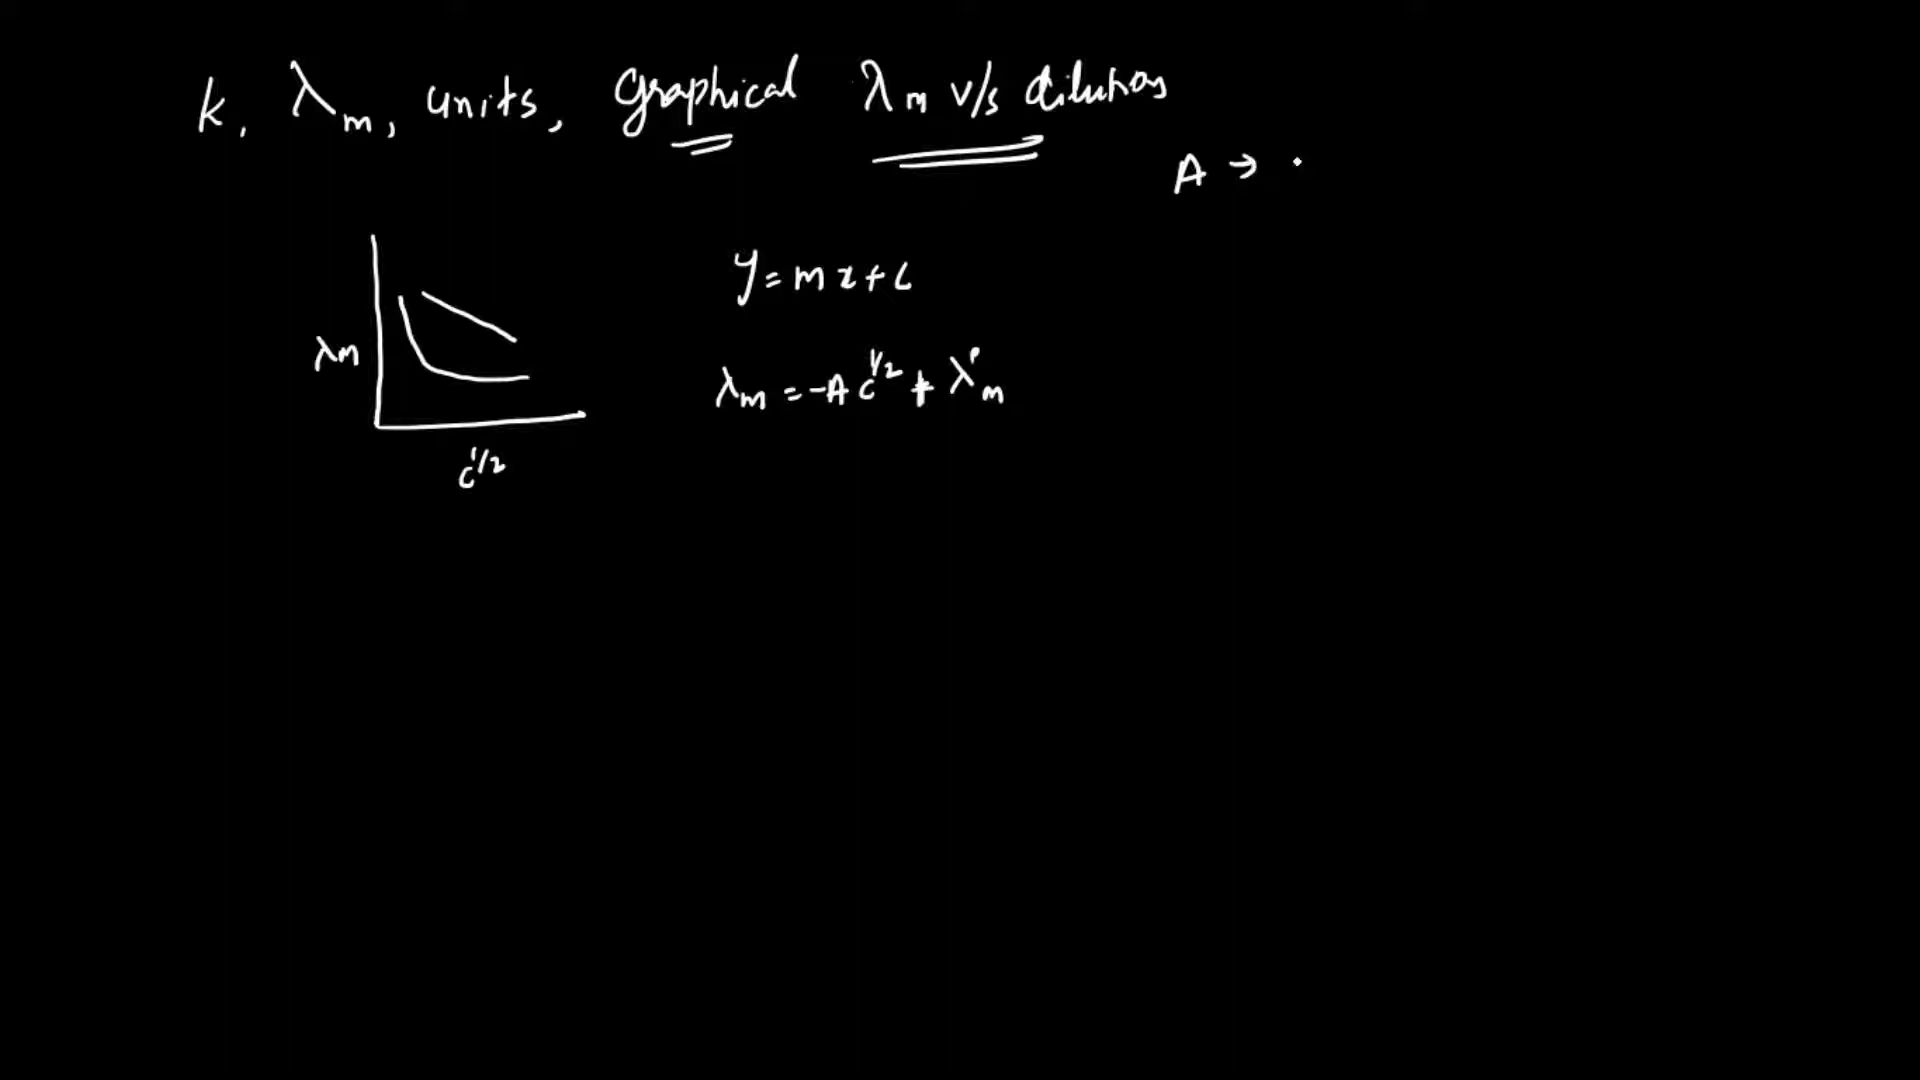 k, λm, units, graphical λm v/s dilution
A →
y = mx + c
λm
λm = -A c^1/2 + λ°m
c^1/2